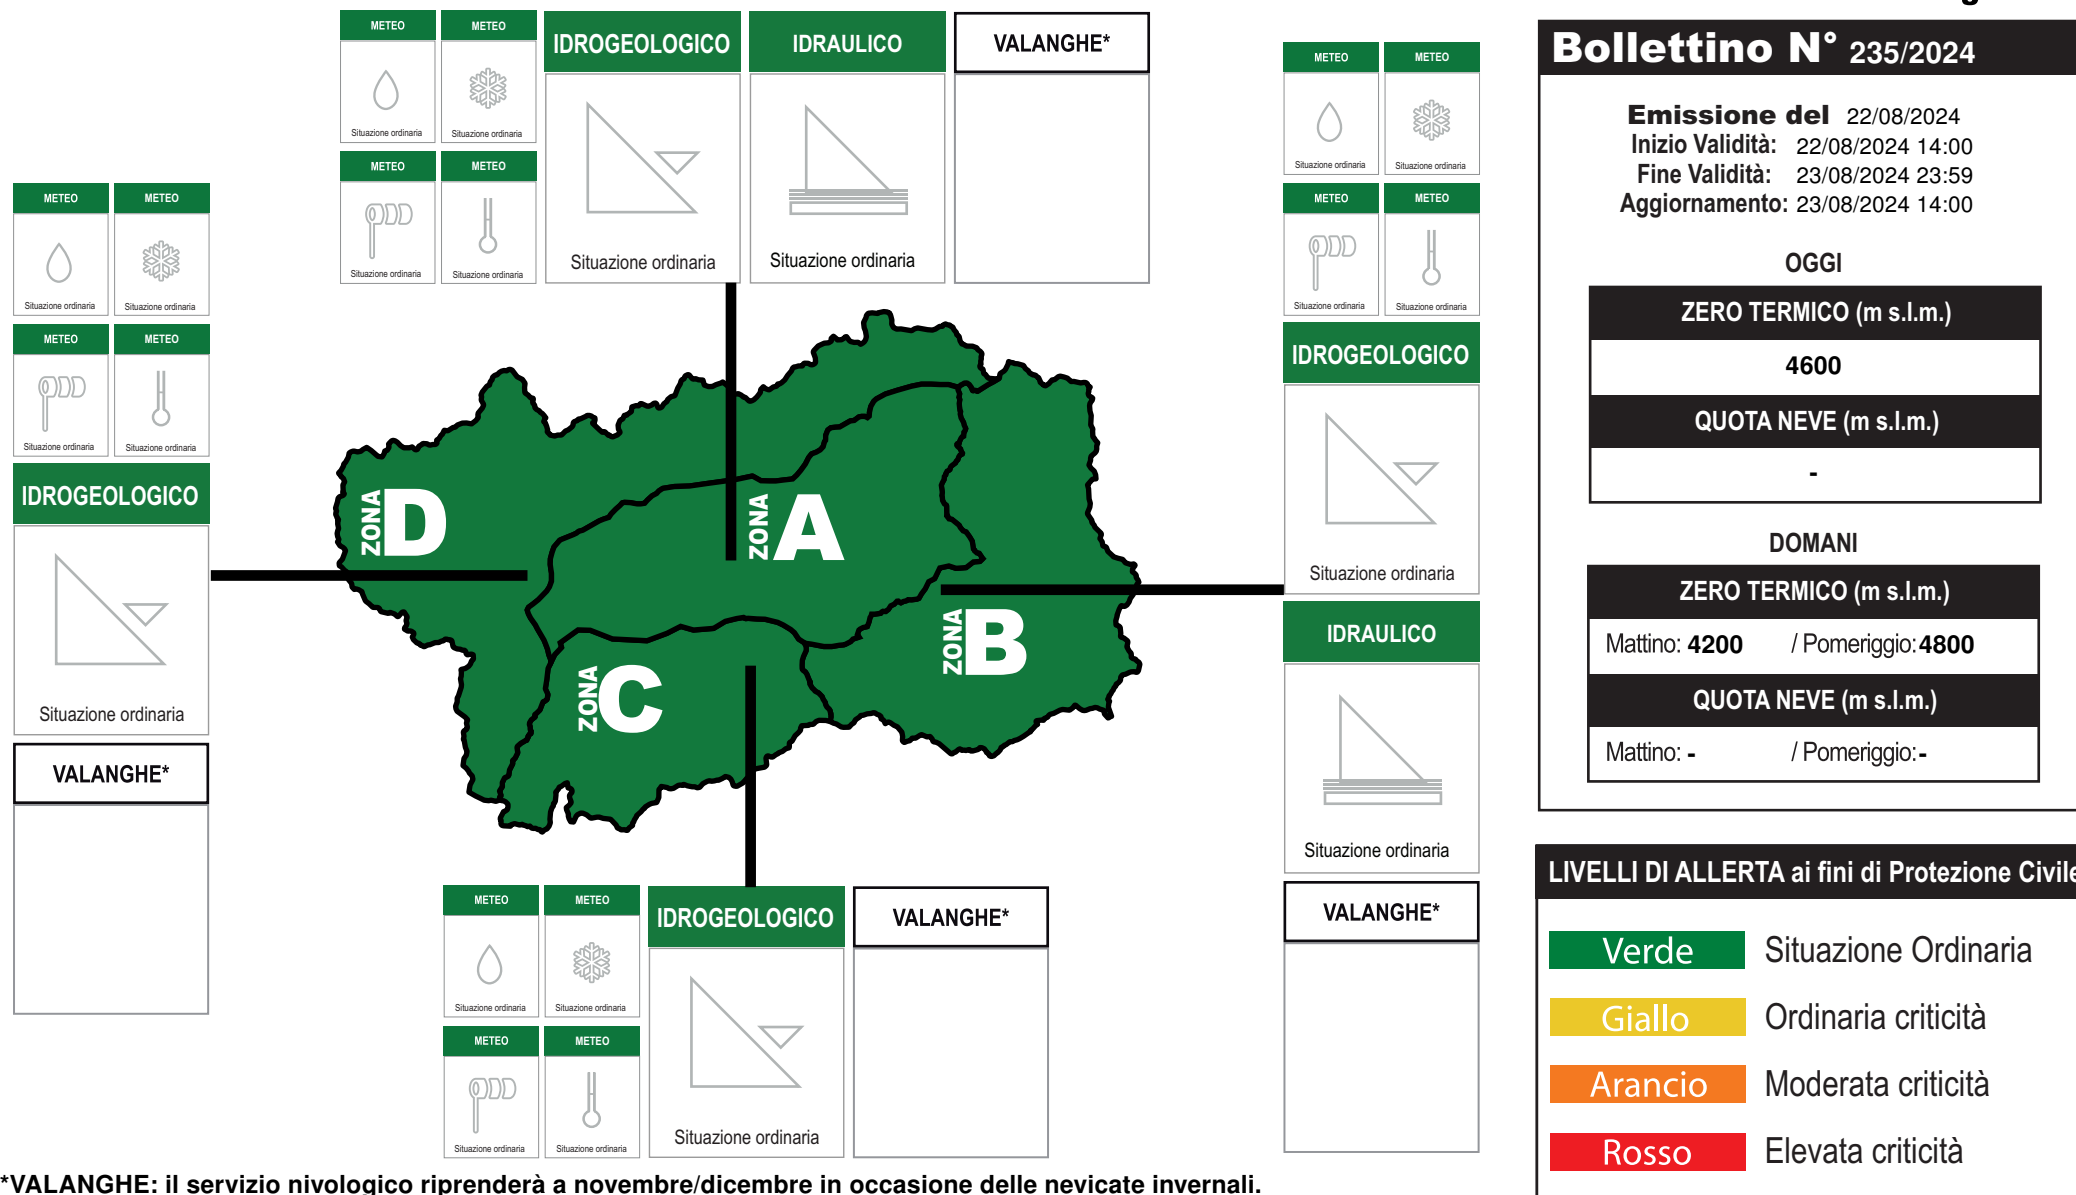 METEO
METEO
Situazione ordinaria
Situazione ordinaria
METEO
METEO
Situazione ordinaria
Situazione ordinaria
IDROGEOLOGICO
Situazione ordinaria
IDRAULICO
Situazione ordinaria
VALANGHE*
METEO
METEO
Situazione ordinaria
Situazione ordinaria
METEO
METEO
Situazione ordinaria
Situazione ordinaria
IDROGEOLOGICO
Situazione ordinaria
VALANGHE*
ZONA D
ZONA A
ZONA B
ZONA C
METEO
METEO
Situazione ordinaria
Situazione ordinaria
METEO
METEO
Situazione ordinaria
Situazione ordinaria
IDROGEOLOGICO
Situazione ordinaria
IDRAULICO
Situazione ordinaria
VALANGHE*
METEO
METEO
Situazione ordinaria
Situazione ordinaria
METEO
METEO
Situazione ordinaria
Situazione ordinaria
IDROGEOLOGICO
Situazione ordinaria
VALANGHE*
*VALANGHE: il servizio nivologico riprenderà a novembre/dicembre in occasione delle nevicate invernali.
Bollettino N° 235/2024
Emissione del 22/08/2024
Inizio Validità: 22/08/2024 14:00
Fine Validità: 23/08/2024 23:59
Aggiornamento: 23/08/2024 14:00
OGGI
ZERO TERMICO (m s.l.m.)
4600
QUOTA NEVE (m s.l.m.)
-
DOMANI
ZERO TERMICO (m s.l.m.)
Mattino: 4200 / Pomeriggio: 4800
QUOTA NEVE (m s.l.m.)
Mattino: - / Pomeriggio: -
LIVELLI DI ALLERTA ai fini di Protezione Civile
Verde Situazione Ordinaria
Giallo Ordinaria criticità
Arancio Moderata criticità
Rosso Elevata criticità